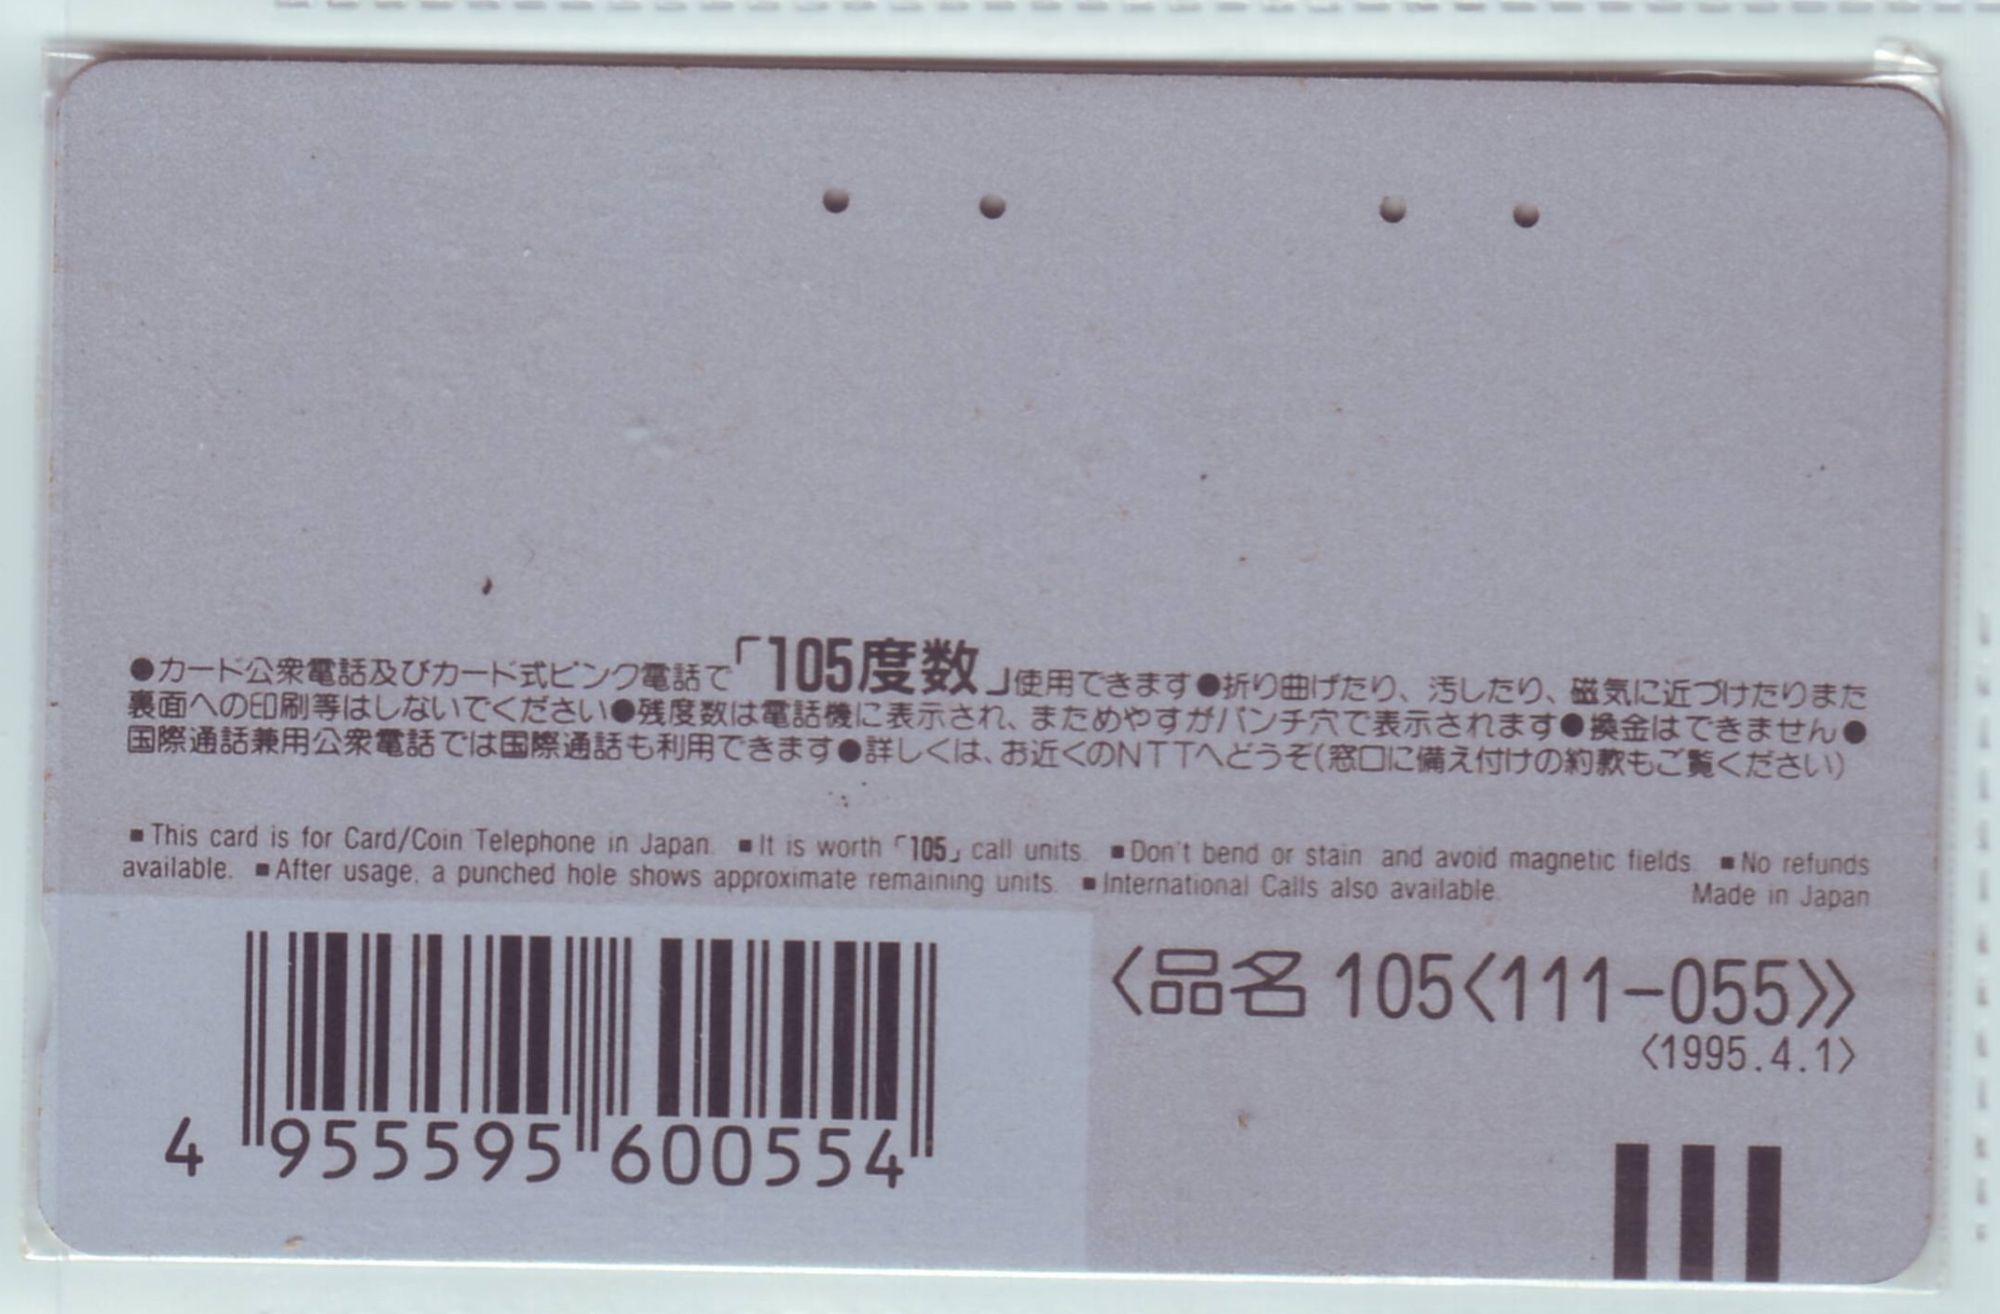 ●カード公衆電話及びカード式ピンク電話で「105度数」使用できます●折り曲げたり、汚したり、磁気に近づけたりまた
裏面への印刷等はしないでください●残度数は電話機に表示され、まためやすがパンチ穴で表示されます●換金はできません●
国際通話兼用公衆電話では国際通話も利用できます●詳しくは、お近くのNTTへどうぞ(窓口に備え付けの約款もご覧ください)
■This card is for Card/Coin Telephone in Japan. ■It is worth「105」call units. ■Don't bend or stain and avoid magnetic fields. ■No refunds
available. ■After usage, a punched hole shows approximate remaining units. ■International Calls also available. Made in Japan
〈品名 105〈111-055〉〉
〈1995.4.1〉
4 955595 600554